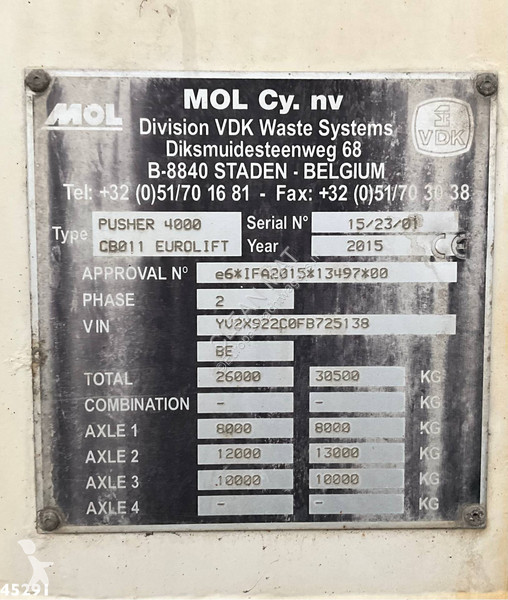 MOL
MOL Cy. nv
Division VDK Waste Systems
Diksmuidesteenweg 68
B-8840 STADEN - BELGIUM
VDK
Tel: +32 (0)51/70 16 81 - Fax: +32 (0)51/70 30 38
Type PUSHER 4000 Serial N° 15/23/01
CB011 EUROLIFT Year 2015 CE
APPROVAL N° e6*IFA2015*13497*00
PHASE 2
VIN YV2X922C0FB725138
BE
TOTAL 26000 30500 KG
COMBINATION - - KG
AXLE 1 8000 8000 KG
AXLE 2 12000 13000 KG
AXLE 3 10000 10000 KG
AXLE 4 - - KG
45291